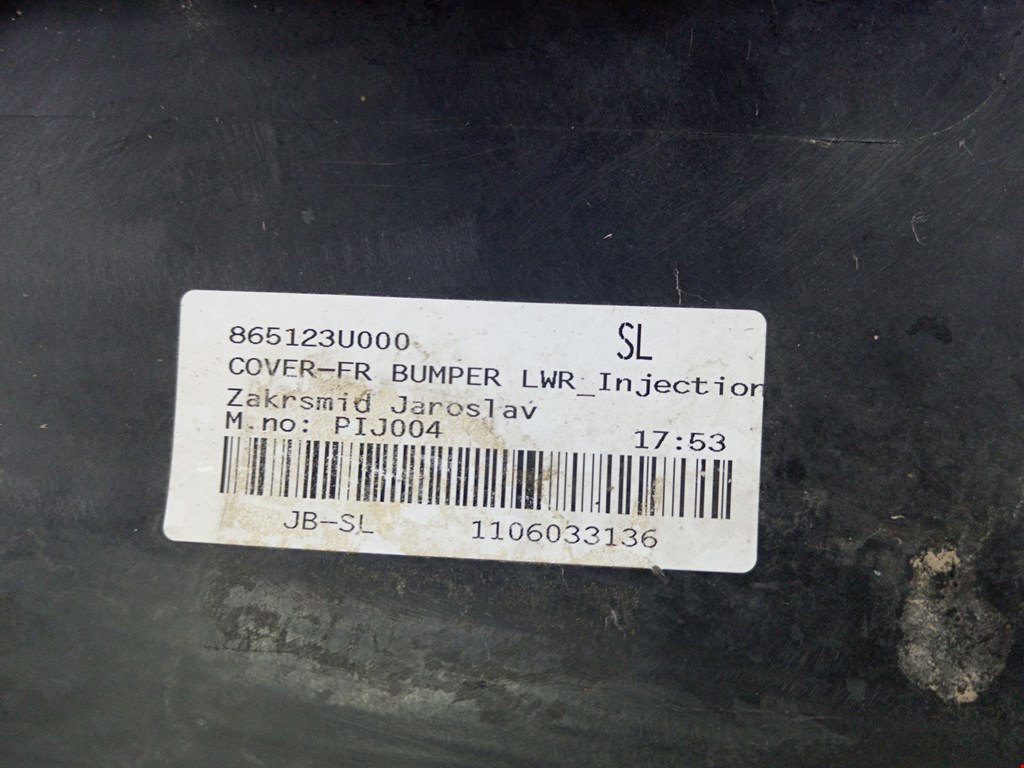 865123U000 SL
COVER-FR BUMPER LWR_Injection
Zakrsmid Jaroslav
M.no: PIJ004 17:53
JB-SL 1106033136